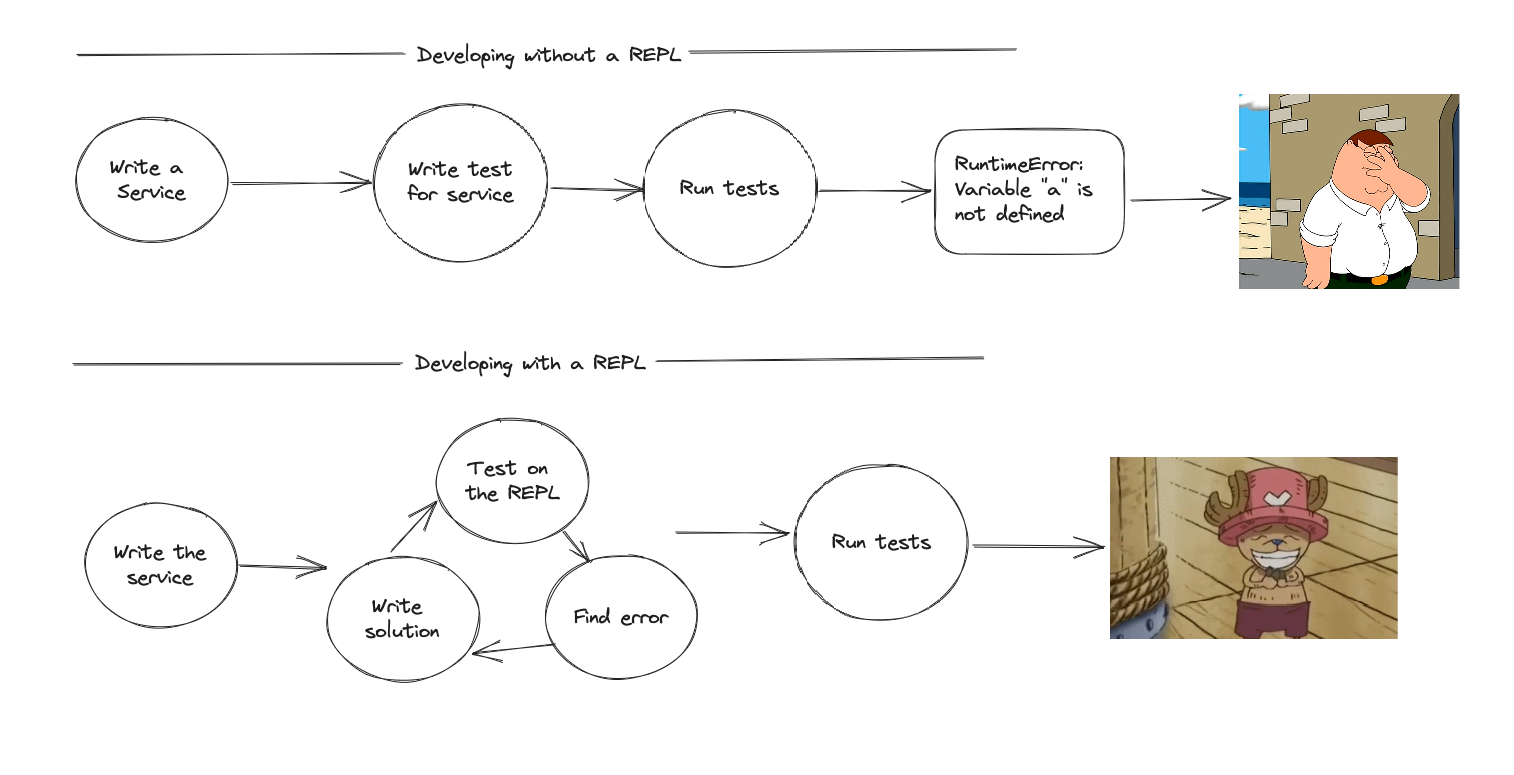 Developing without a REPL
Write a
Service
Write test
for service
Run tests
RuntimeError:
Variable "a" is
not defined
Developing with a REPL
Write the
service
Test on
the REPL
Find error
Write
solution
Run tests